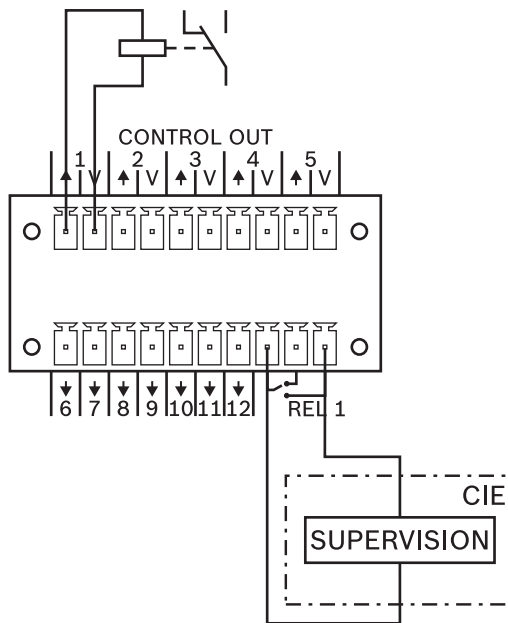 CONTROL OUT
1 2 3 4 5
V V V V V
6 7 8 9 10 11 12 REL 1
CIE
SUPERVISION